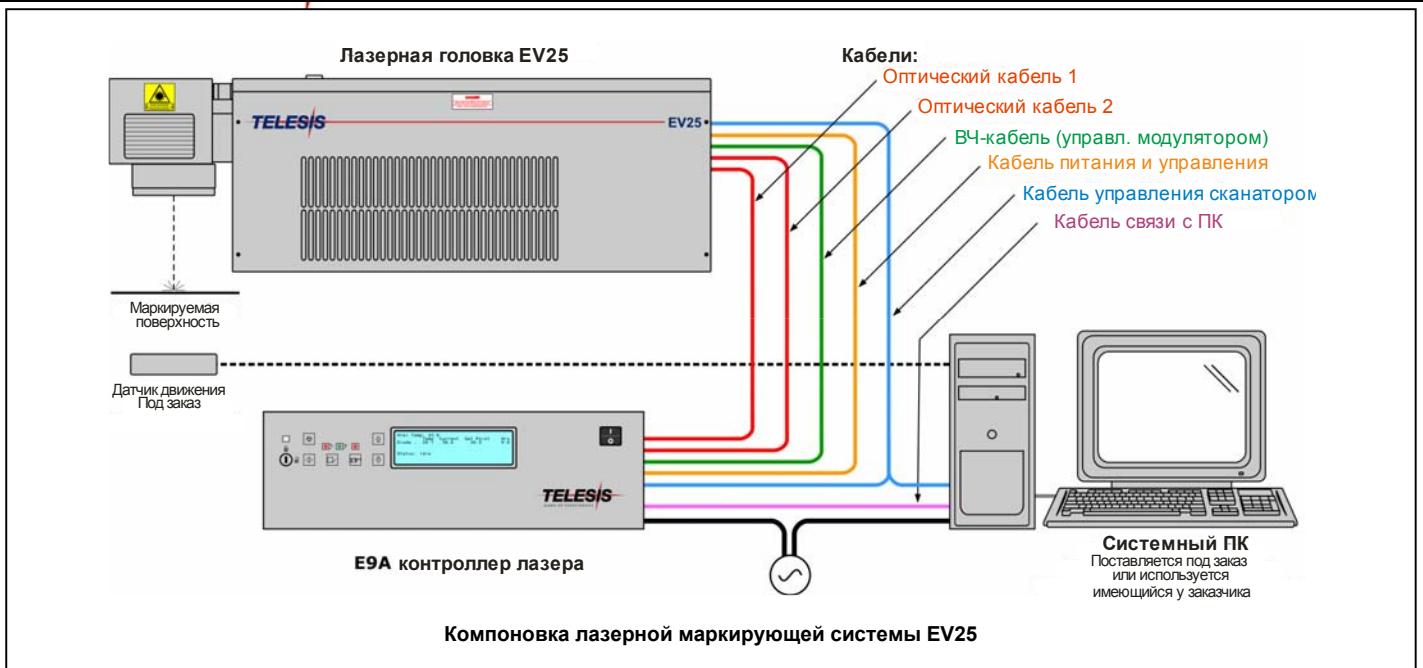 Лазерная головка EV25
Кабели:
Оптический кабель 1
Оптический кабель 2
ВЧ-кабель (управл. модулятором)
Кабель питания и управления
Кабель управления сканатором
Кабель связи с ПК
TELESIS
EV25
Маркируемая
поверхность
Датчик движения
Под заказ
TELESIS
E9A контроллер лазера
Системный ПК
Поставляется под заказ
или используется
имеющийся у заказчика
Компоновка лазерной маркирующей системы EV25